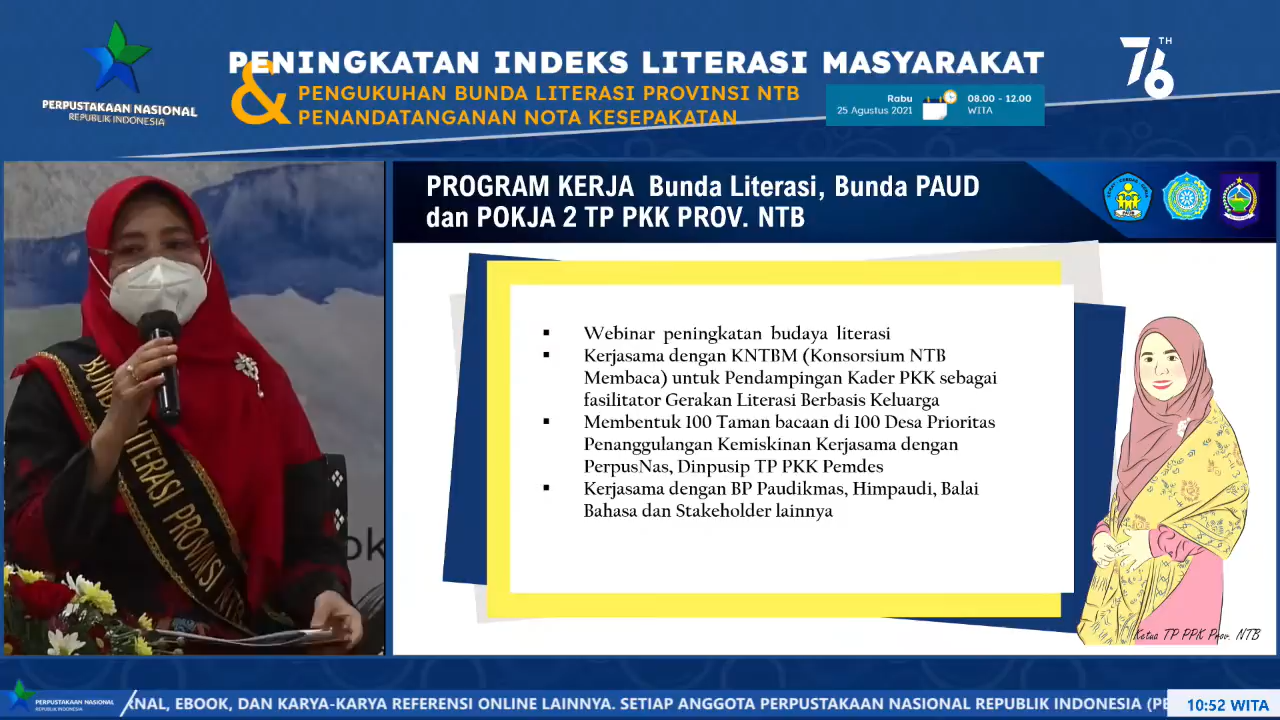 PERPUSTAKAAN NASIONAL
REPUBLIK INDONESIA
PENINGKATAN INDEKS LITERASI MASYARAKAT
& PENGUKUHAN BUNDA LITERASI PROVINSI NTB
PENANDATANGANAN NOTA KESEPAKATAN
Rabu
25 Agustus 2021
08.00 - 12.00
WITA
76 TH
PROGRAM KERJA Bunda Literasi, Bunda PAUD
dan POKJA 2 TP PKK PROV. NTB
▪ Webinar peningkatan budaya literasi
▪ Kerjasama dengan KNTBM (Konsorsium NTB
Membaca) untuk Pendampingan Kader PKK sebagai
fasilitator Gerakan Literasi Berbasis Keluarga
▪ Membentuk 100 Taman bacaan di 100 Desa Prioritas
Penanggulangan Kemiskinan Kerjasama dengan
PerpusNas, Dinpusip TP PKK Pemdes
▪ Kerjasama dengan BP Paudikmas, Himpaudi, Balai
Bahasa dan Stakeholder lainnya
Ketua TP PPK Prov. NTB
BUNDA LITERASI PROVINSI NTB
PERPUSTAKAAN NASIONAL
REPUBLIK INDONESIA
NAL, EBOOK, DAN KARYA-KARYA REFERENSI ONLINE LAINNYA. SETIAP ANGGOTA PERPUSTAKAAN NASIONAL REPUBLIK INDONESIA (PE
10:52 WITA